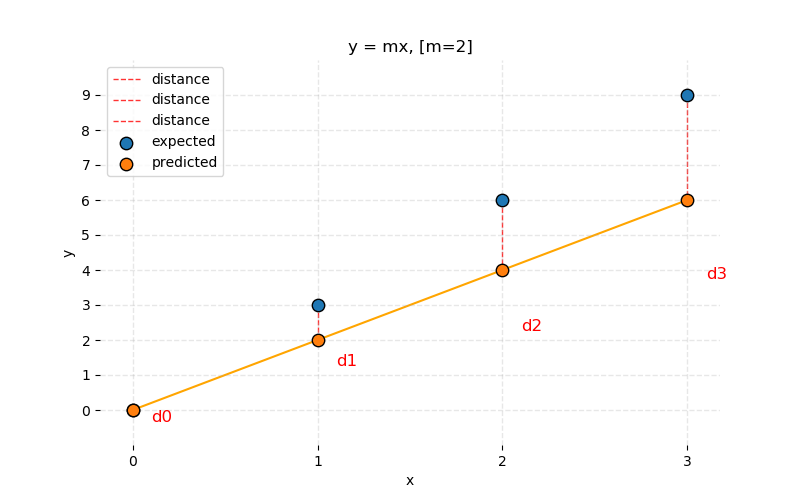 y = mx, [m=2]
distance
distance
distance
expected
predicted
9
8
7
6
5
4
3
2
1
0
y
d3
d2
d1
d0
0 1 2 3
x